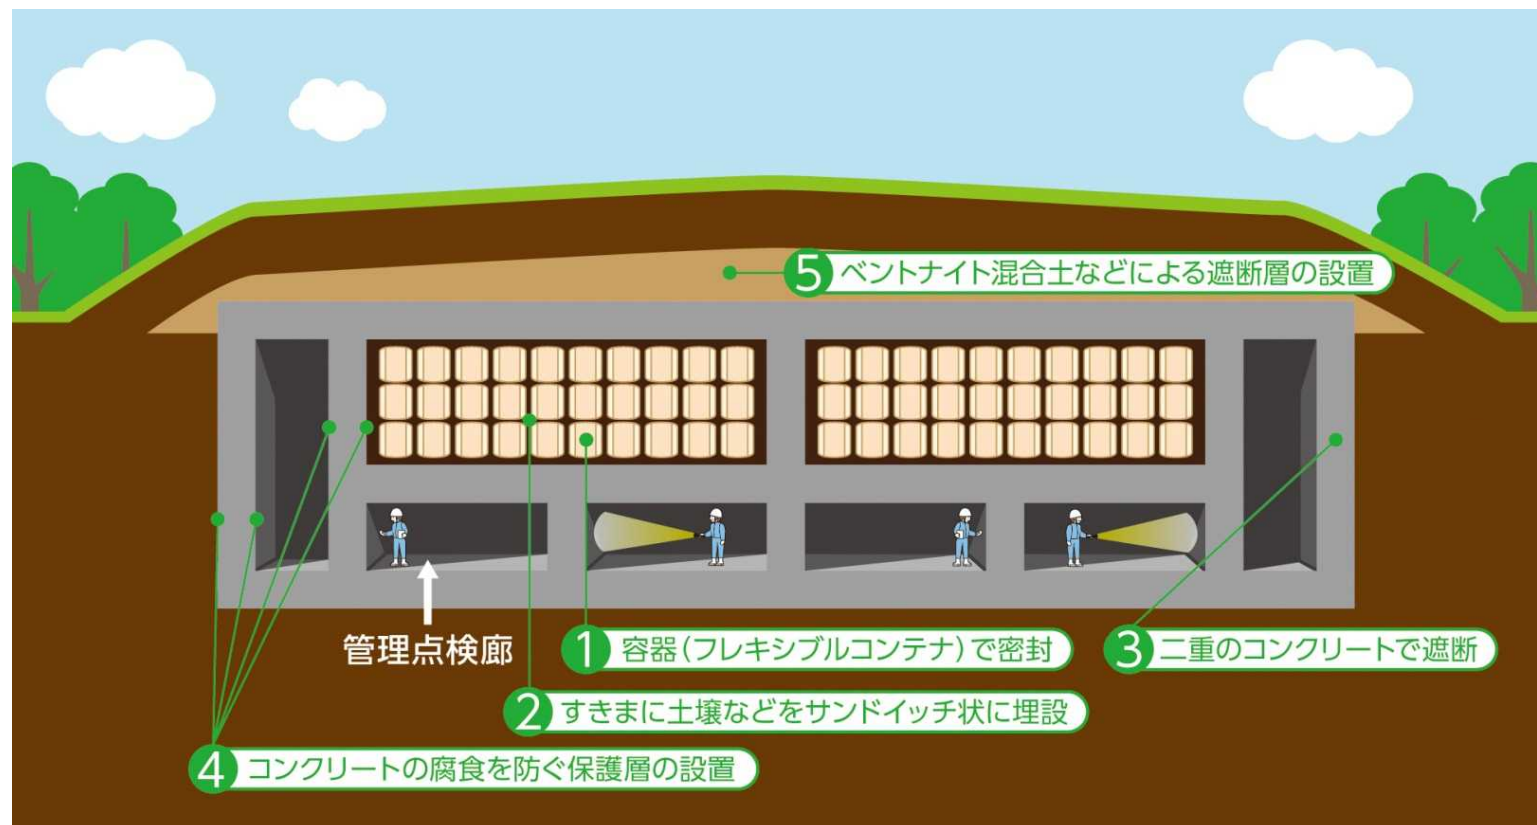 5 ベントナイト混合土などによる遮断層の設置
管理点検廊
1 容器(フレキシブルコンテナ)で密封
3 二重のコンクリートで遮断
2 すきまに土壌などをサンドイッチ状に埋設
4 コンクリートの腐食を防ぐ保護層の設置